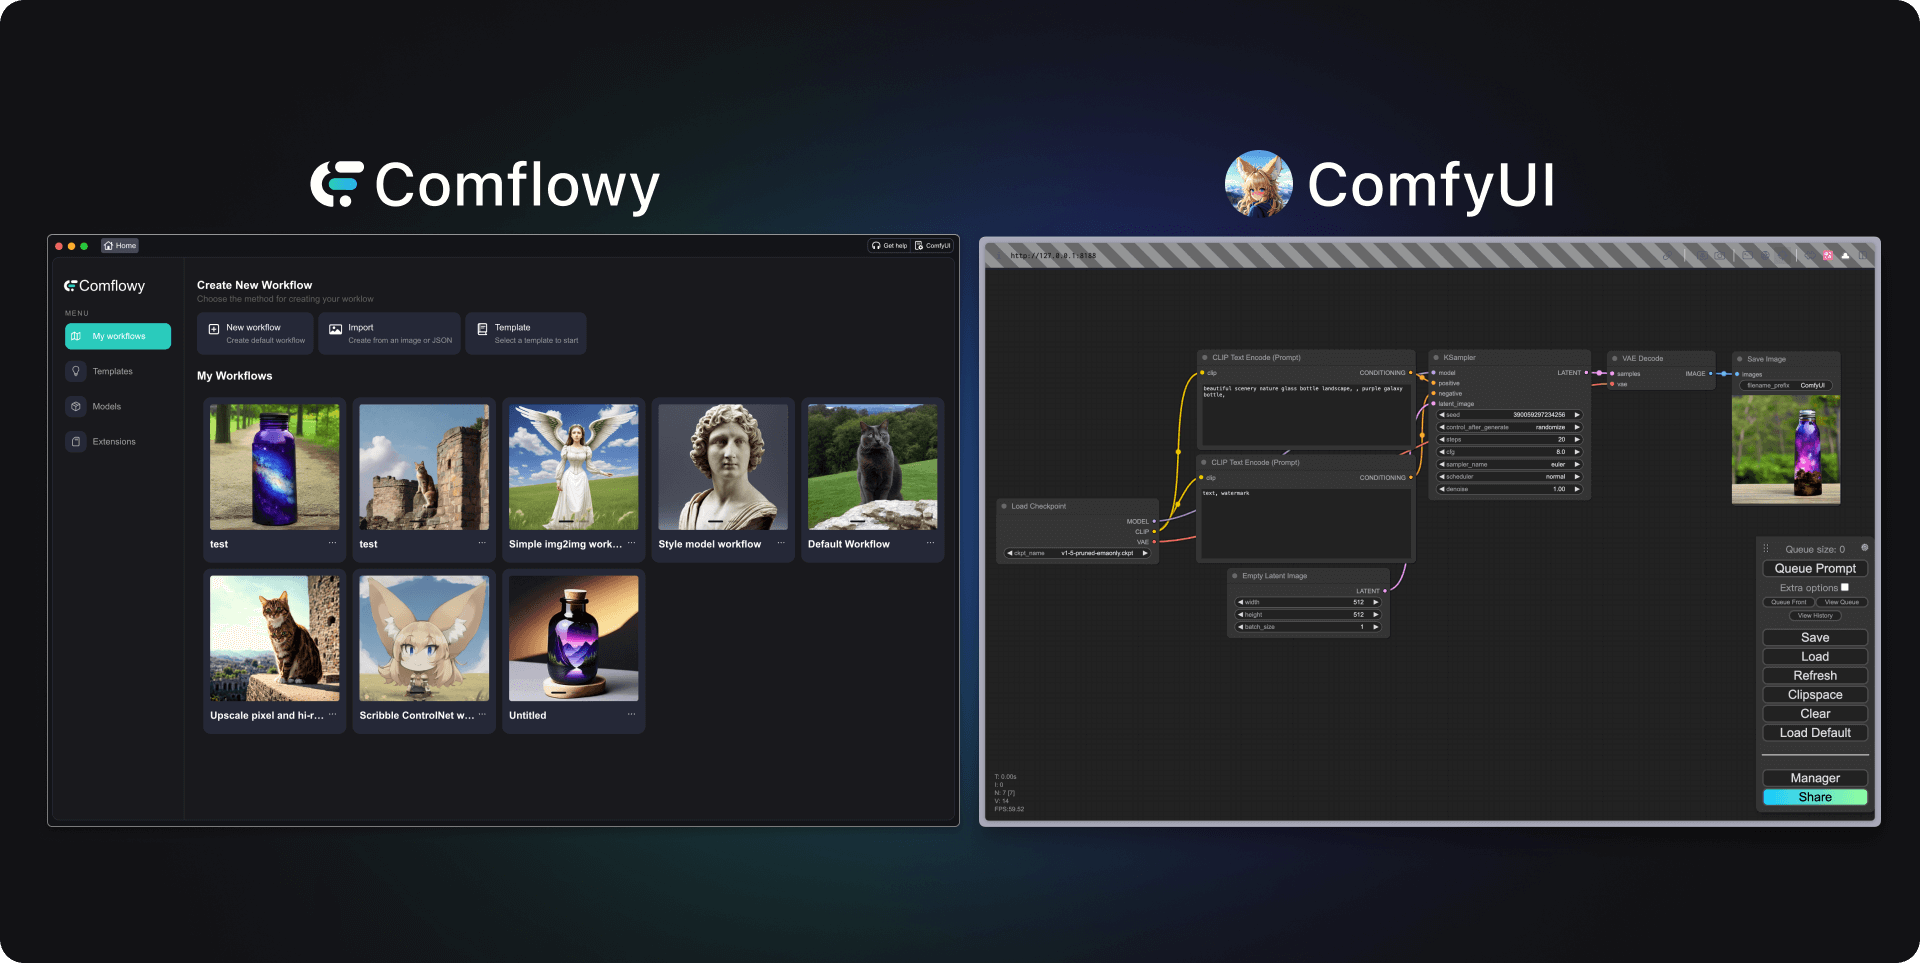 Comflowy
ComfyUI
Home
Get help
ComfyUI
Comflowy
MENU
My workflows
Templates
Models
Extensions
Create New Workflow
Choose the method for creating your worklow
New workflow
Create default workflow
Import
Create from an image or JSON
Template
Select a template to start
My Workflows
test
test
Simple img2img work...
Style model workflow
Default Workflow
Upscale pixel and hi-r...
Scribble ControlNet w...
Untitled
http://127.0.0.1:8188
Load Checkpoint
MODEL
CLIP
VAE
ckpt_name v1-5-pruned-emaonly.ckpt
CLIP Text Encode (Prompt)
clip CONDITIONING
beautiful scenery nature glass bottle landscape, , purple galaxy
bottle,
CLIP Text Encode (Prompt)
clip CONDITIONING
text, watermark
Empty Latent Image
LATENT
width 512
height 512
batch_size 1
KSampler
model LATENT
positive
negative
latent_image
seed 390059297234256
control_after_generate randomize
steps 20
cfg 8.0
sampler_name euler
scheduler normal
denoise 1.00
VAE Decode
samples IMAGE
vae
Save Image
images
filename_prefix ComfyUI
Queue size: 0
Queue Prompt
Extra options
Queue Front View Queue
View History
Save
Load
Refresh
Clipspace
Clear
Load Default
Manager
Share
T: 0.00s
I: 0
N: 7 [7]
V: 14
FPS:59.52